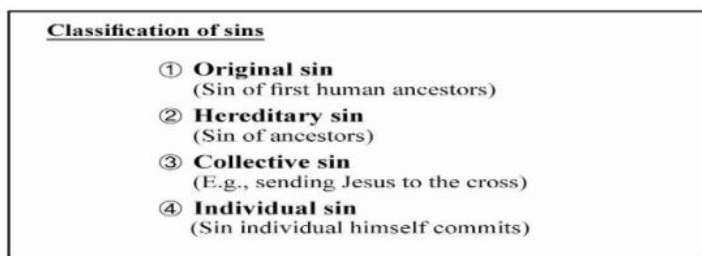 Classification of sins
① Original sin
(Sin of first human ancestors)
② Hereditary sin
(Sin of ancestors)
③ Collective sin
(E.g., sending Jesus to the cross)
④ Individual sin
(Sin individual himself commits)